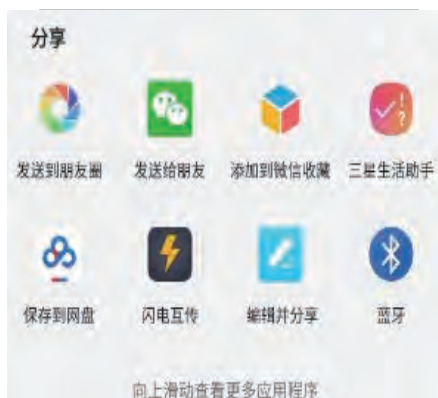 分享
发送到朋友圈 发送给朋友 添加到微信收藏 三星生活助手
保存到网盘 闪电互传 编辑并分享 蓝牙
向上滑动查看更多应用程序